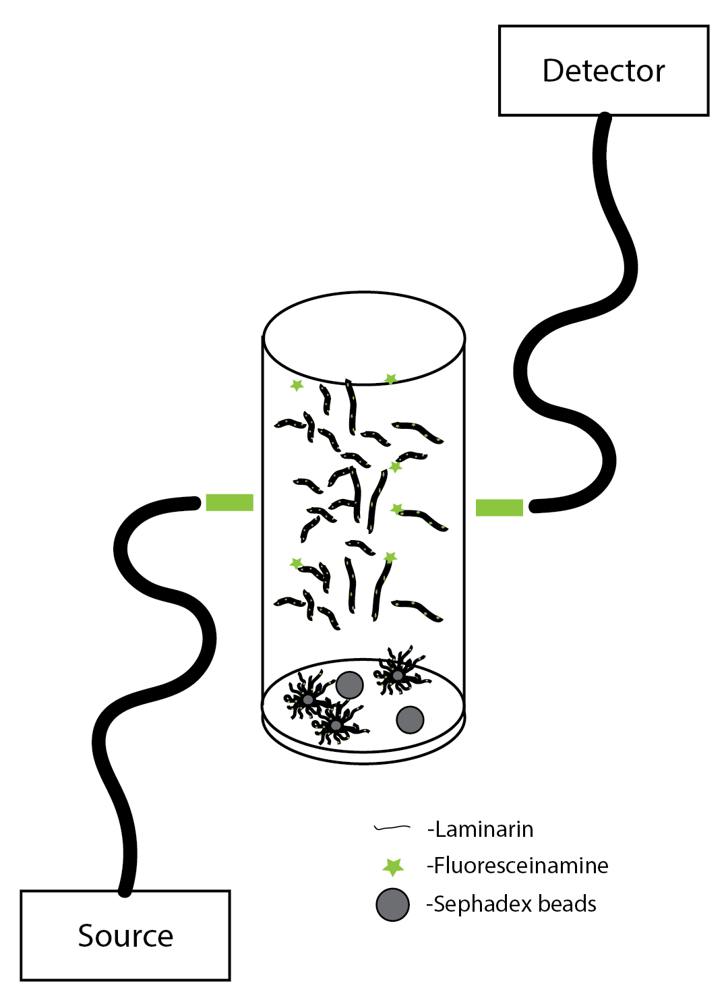 Detector
Source
-Laminarin
-Fluoresceinamine
-Sephadex beads